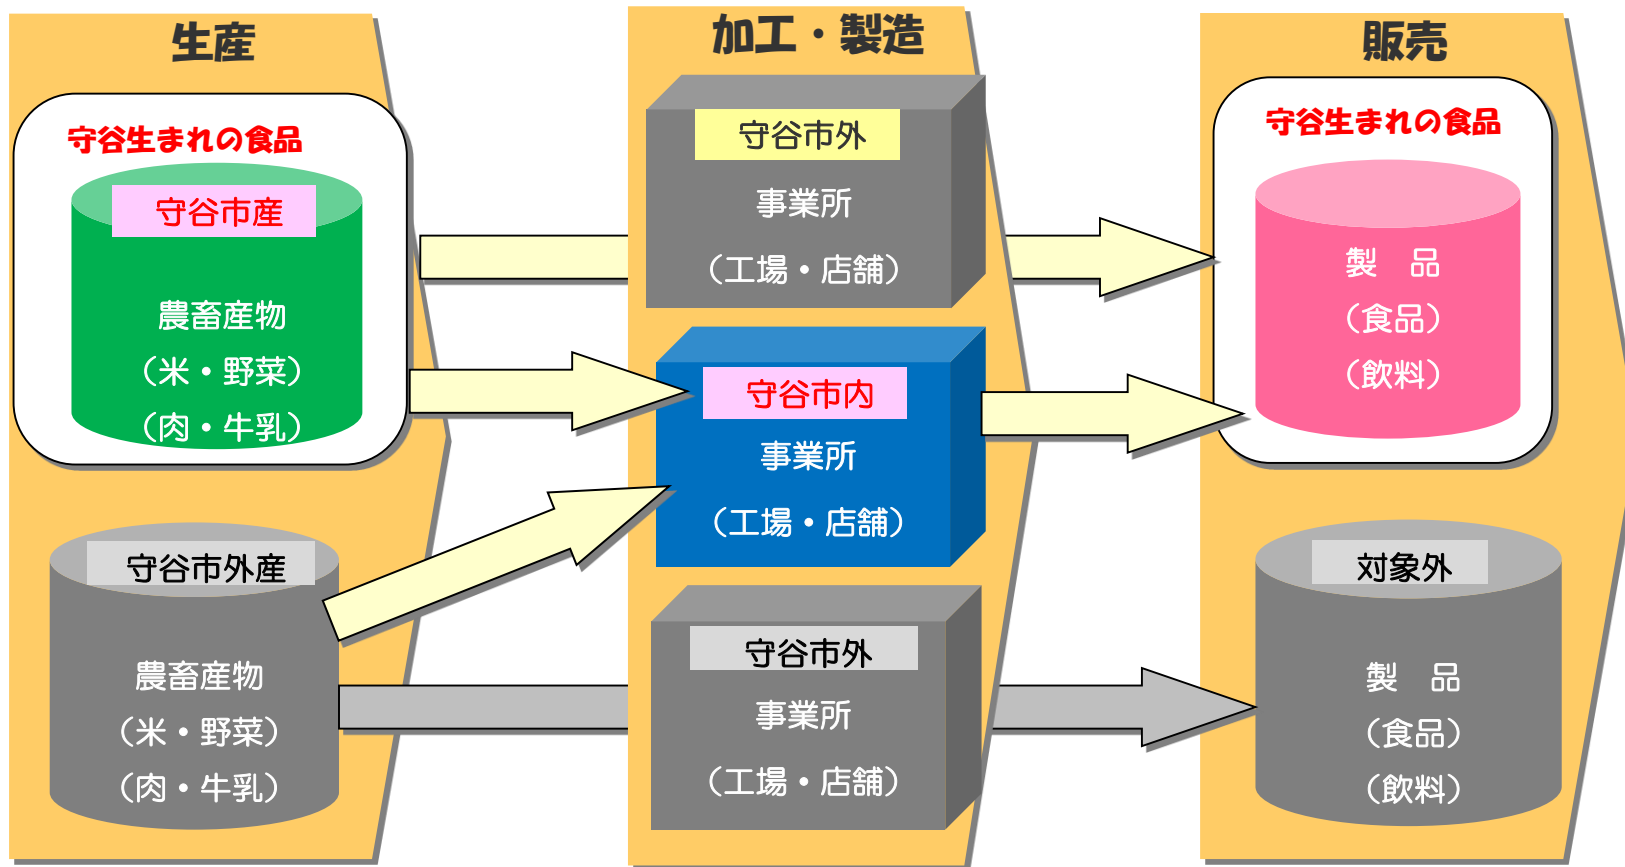 生産
守谷生まれの食品
守谷市産
農畜産物
（米・野菜）
（肉・牛乳）
守谷市外産
農畜産物
（米・野菜）
（肉・牛乳）
加工・製造
守谷市外
事業所
（工場・店舗）
守谷市内
事業所
（工場・店舗）
守谷市外
事業所
（工場・店舗）
販売
守谷生まれの食品
製　品
（食品）
（飲料）
対象外
製　品
（食品）
（飲料）